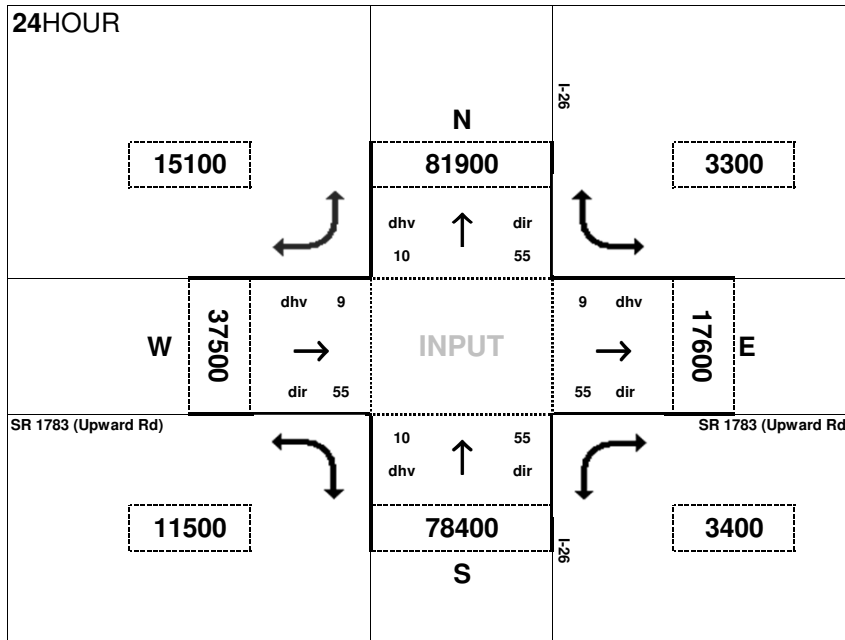 24HOUR
I-26
N
15100
81900
3300
dhv
dir
10
55
dhv 9
9 dhv
W
37500
INPUT
17600
E
dir 55
55 dir
SR 1783 (Upward Rd)
SR 1783 (Upward Rd
10
55
dhv
dir
11500
78400
3400
I-26
S